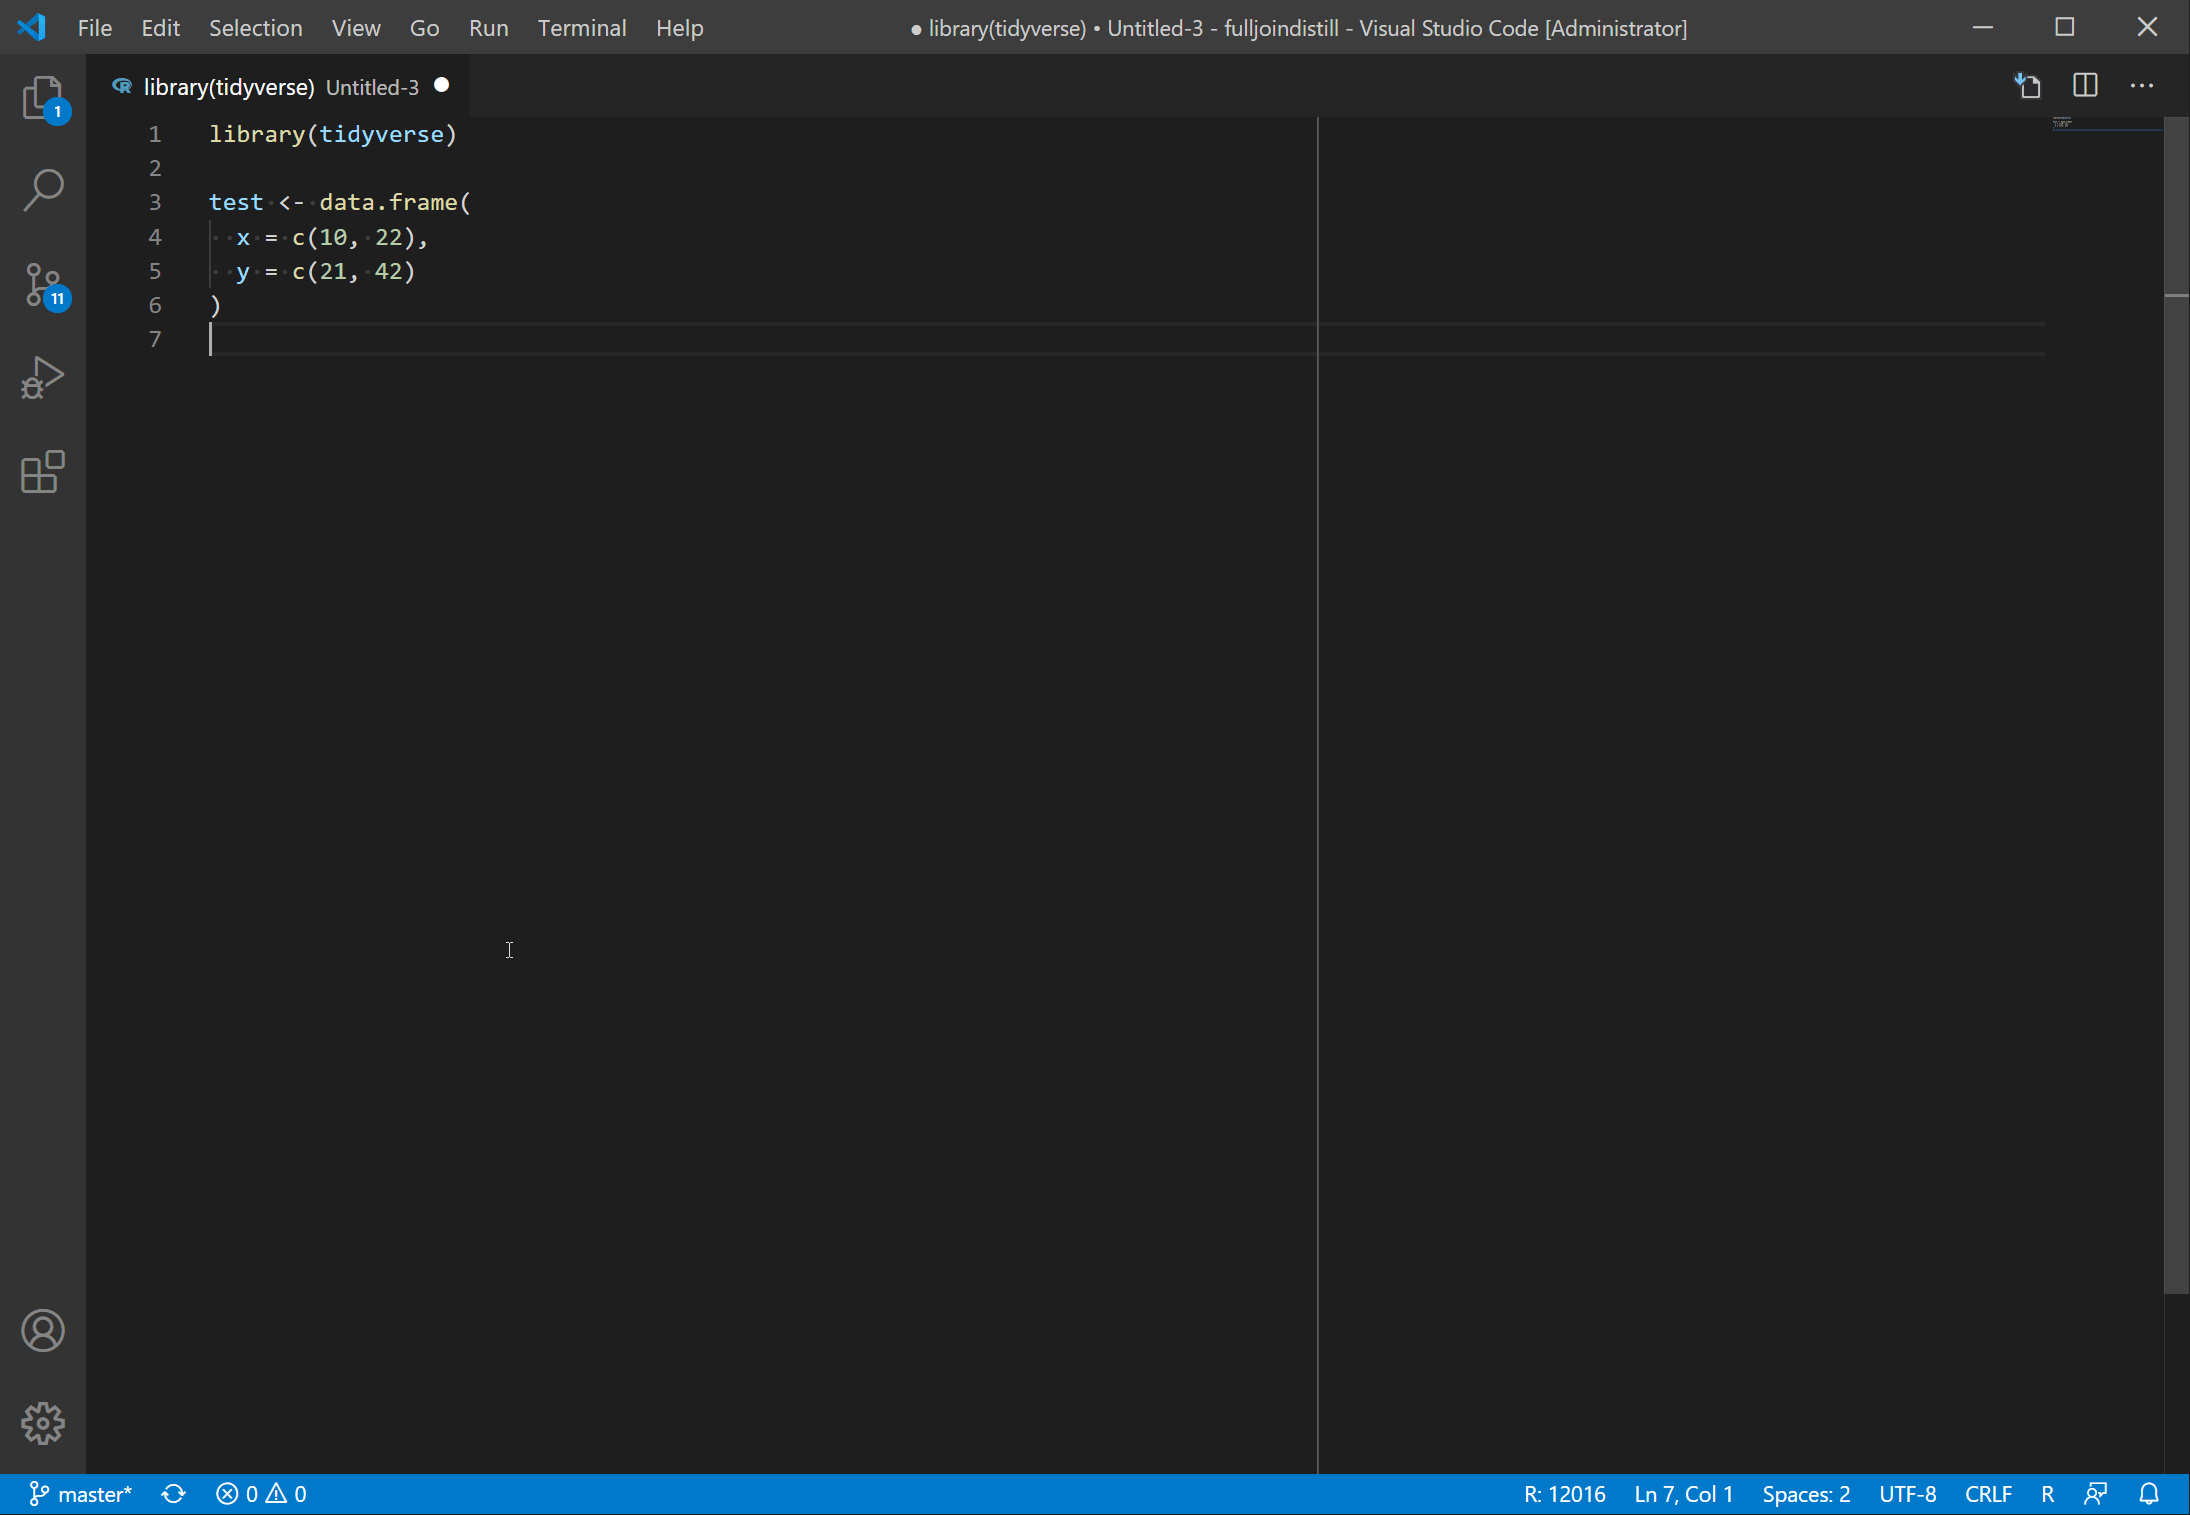 File Edit Selection View Go Run Terminal Help ● library(tidyverse) • Untitled-3 - fulljoindistill - Visual Studio Code [Administrator]
library(tidyverse) Untitled-3 ●
1 library(tidyverse)
2
3 test <- data.frame(
4   x = c(10, 22),
5   y = c(21, 42)
6 )
7
1
11
master* 0 0 R: 12016 Ln 7, Col 1 Spaces: 2 UTF-8 CRLF R